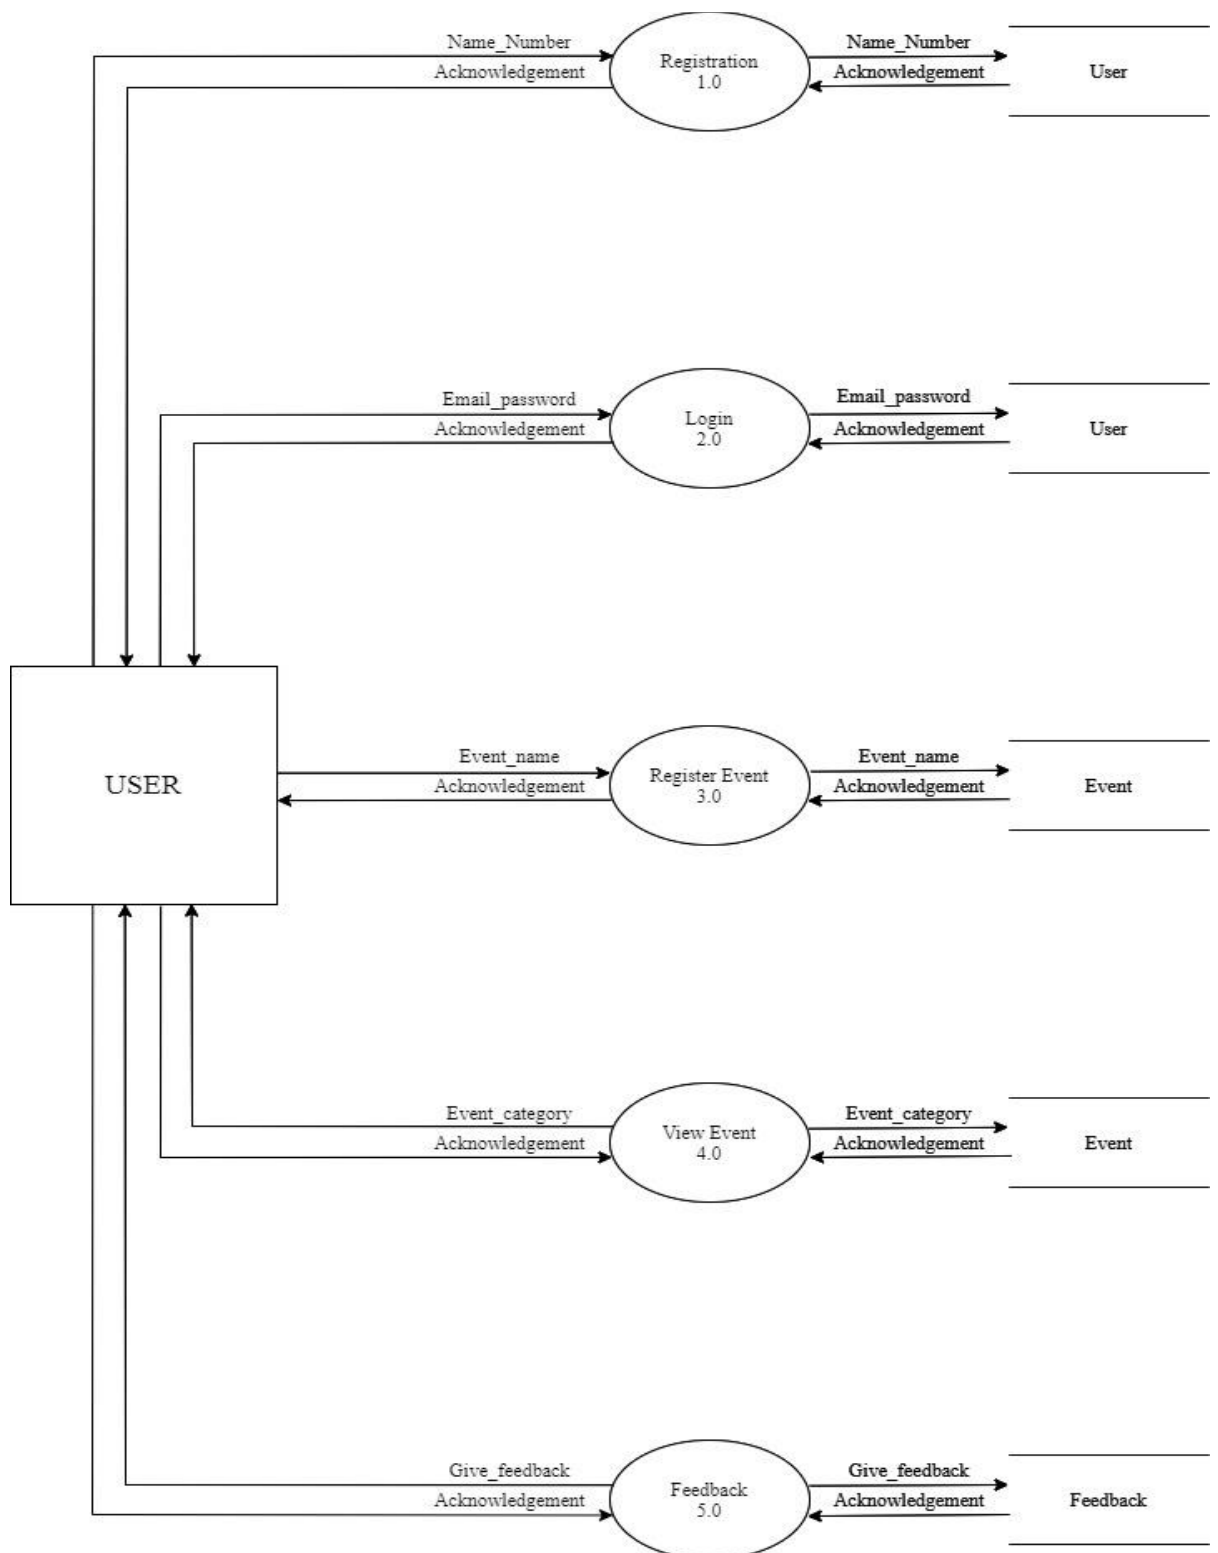 Name_Number
Acknowledgement
Registration
1.0
Name_Number
Acknowledgement
User
Email_password
Acknowledgement
Login
2.0
Email_password
Acknowledgement
User
USER
Event_name
Acknowledgement
Register Event
3.0
Event_name
Acknowledgement
Event
Event_category
Acknowledgement
View Event
4.0
Event_category
Acknowledgement
Event
Give_feedback
Acknowledgement
Feedback
5.0
Give_feedback
Acknowledgement
Feedback